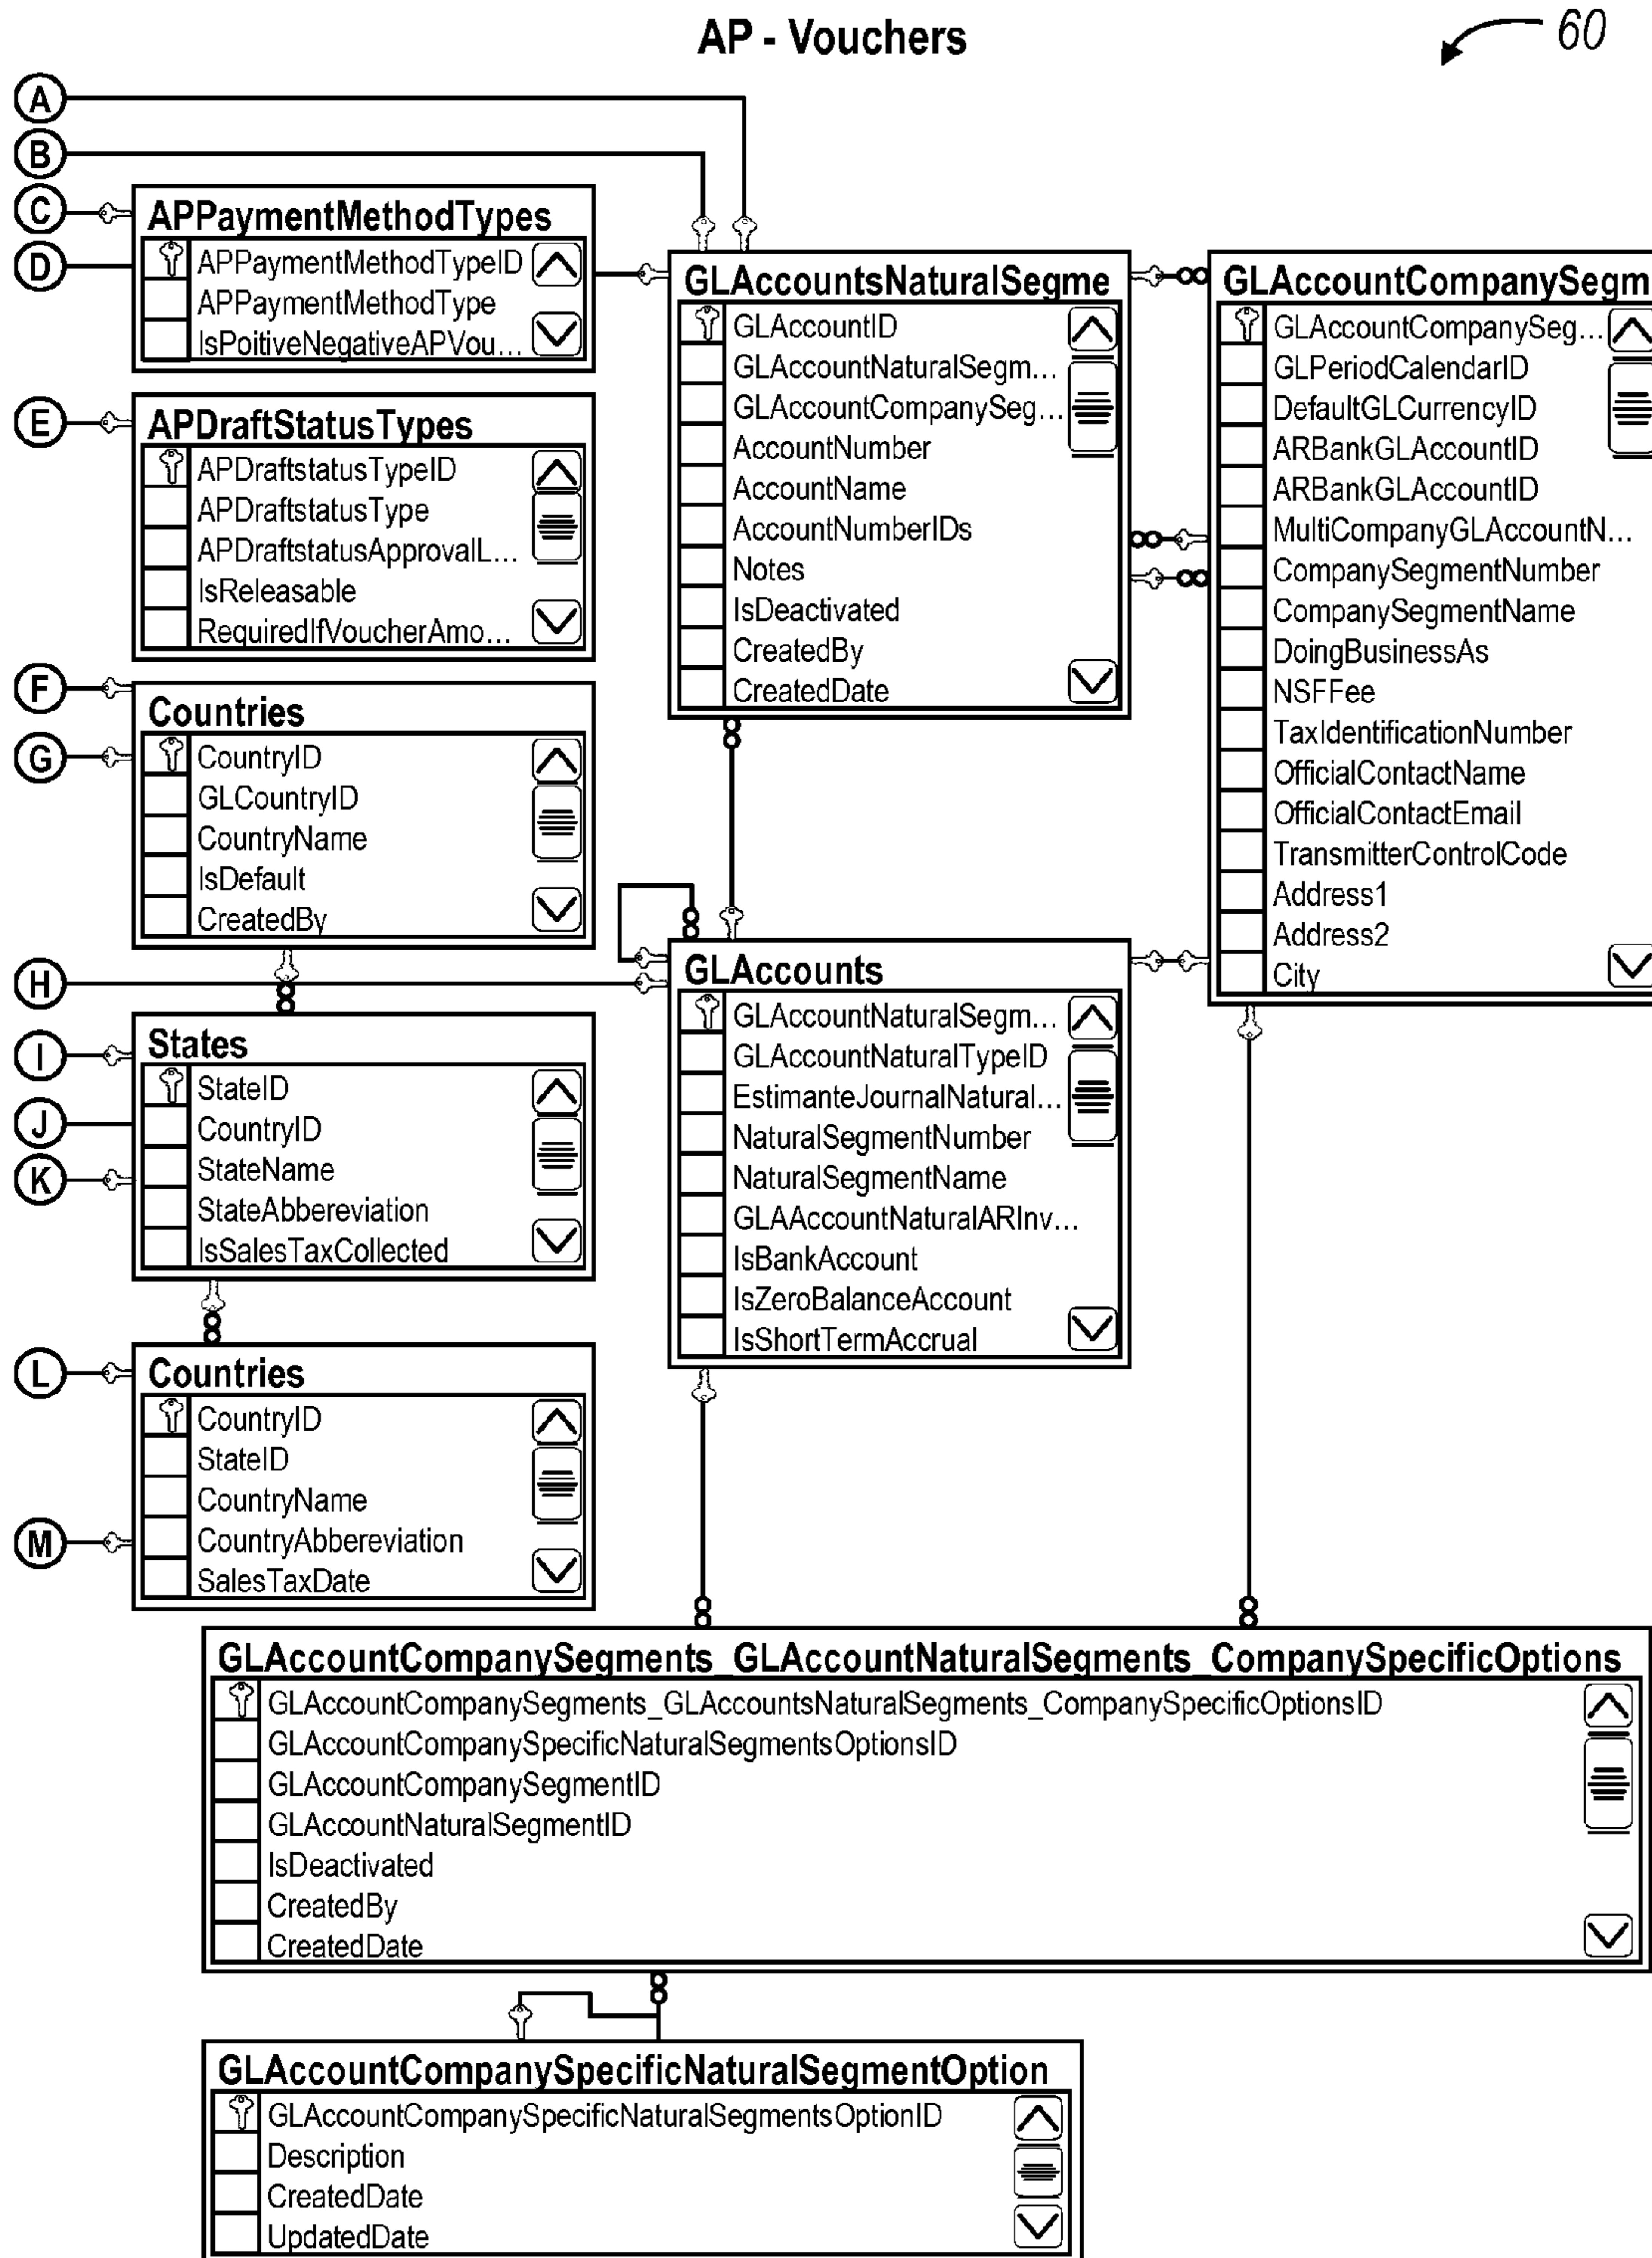 AP - Vouchers
60
A
B
C
D
APPaymentMethodTypes
APPaymentMethodTypeID
APPaymentMethodType
IsPoitiveNegativeAPVou...
E
APDraftStatusTypes
APDraftstatusTypeID
APDraftstatusType
APDraftstatusApprovalL...
IsReleasable
RequiredIfVoucherAmo...
F
G
Countries
CountryID
GLCountryID
CountryName
IsDefault
CreatedBy
H
I
J
K
States
StateID
CountryID
StateName
StateAbbereviation
IsSalesTaxCollected
L
M
Countries
CountryID
StateID
CountryName
CountryAbbereviation
SalesTaxDate
GLAccountsNaturalSegme
GLAccountID
GLAccountNaturalSegm...
GLAccountCompanySeg...
AccountNumber
AccountName
AccountNumberIDs
Notes
IsDeactivated
CreatedBy
CreatedDate
GLAccounts
GLAccountNaturalSegm...
GLAccountNaturalTypeID
EstimanteJournalNatural...
NaturalSegmentNumber
NaturalSegmentName
GLAAccountNaturalARInv...
IsBankAccount
IsZeroBalanceAccount
IsShortTermAccrual
GLAccountCompanySegm
GLAccountCompanySeg...
GLPeriodCalendarID
DefaultGLCurrencyID
ARBankGLAccountID
ARBankGLAccountID
MultiCompanyGLAccountN...
CompanySegmentNumber
CompanySegmentName
DoingBusinessAs
NSFFee
TaxIdentificationNumber
OfficialContactName
OfficialContactEmail
TransmitterControlCode
Address1
Address2
City
GLAccountCompanySegments_GLAccountNaturalSegments_CompanySpecificOptions
GLAccountCompanySegments_GLAccountsNaturalSegments_CompanySpecificOptionsID
GLAccountCompanySpecificNaturalSegmentsOptionsID
GLAccountCompanySegmentID
GLAccountNaturalSegmentID
IsDeactivated
CreatedBy
CreatedDate
GLAccountCompanySpecificNaturalSegmentOption
GLAccountCompanySpecificNaturalSegmentsOptionID
Description
CreatedDate
UpdatedDate